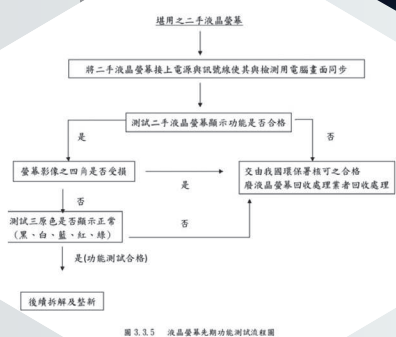 堪用之二手液晶螢幕
將二手液晶螢幕接上電源與訊號線使其與檢測用電腦畫面同步
測試二手液晶螢幕顯示功能是否合格
是
否
螢幕影像之四角是否受損
是
交由我國環保署核可之合格
廢液晶螢幕回收處理業者回收處理
否
測試三原色是否顯示正常
(黑、白、藍、紅、綠)
否
是(功能測試合格)
後續拆解及整新
圖 3.3.5 液晶螢幕先期功能測試流程圖